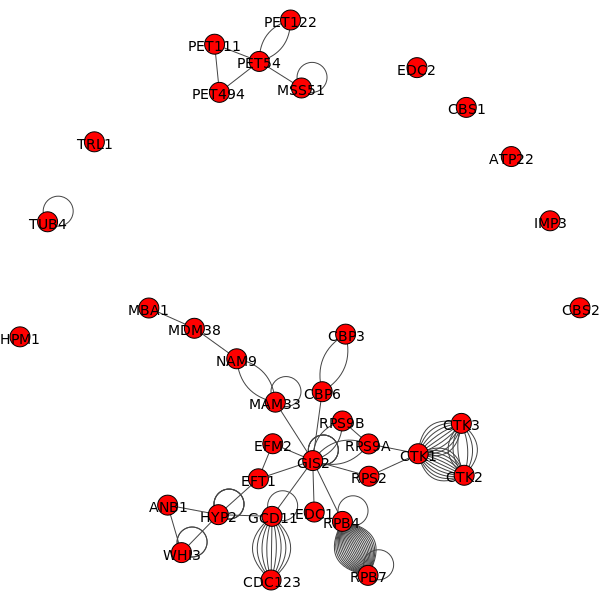 PET122
PET111
PET54
EDC2
MSS51
PET494
CBS1
TRL1
ATP22
TUB4
IMP3
MBA1
CBS2
MDM38
HPM1
CBP3
NAM9
CBP6
MAM33
RPS9B
CTK3
EFM2
RPS9A
GIS2
CTK1
EFT1
RPS2
CTK2
ANB1
HYP2
GCD11
EDC1
RPB4
WHI3
CDC123
RPB7